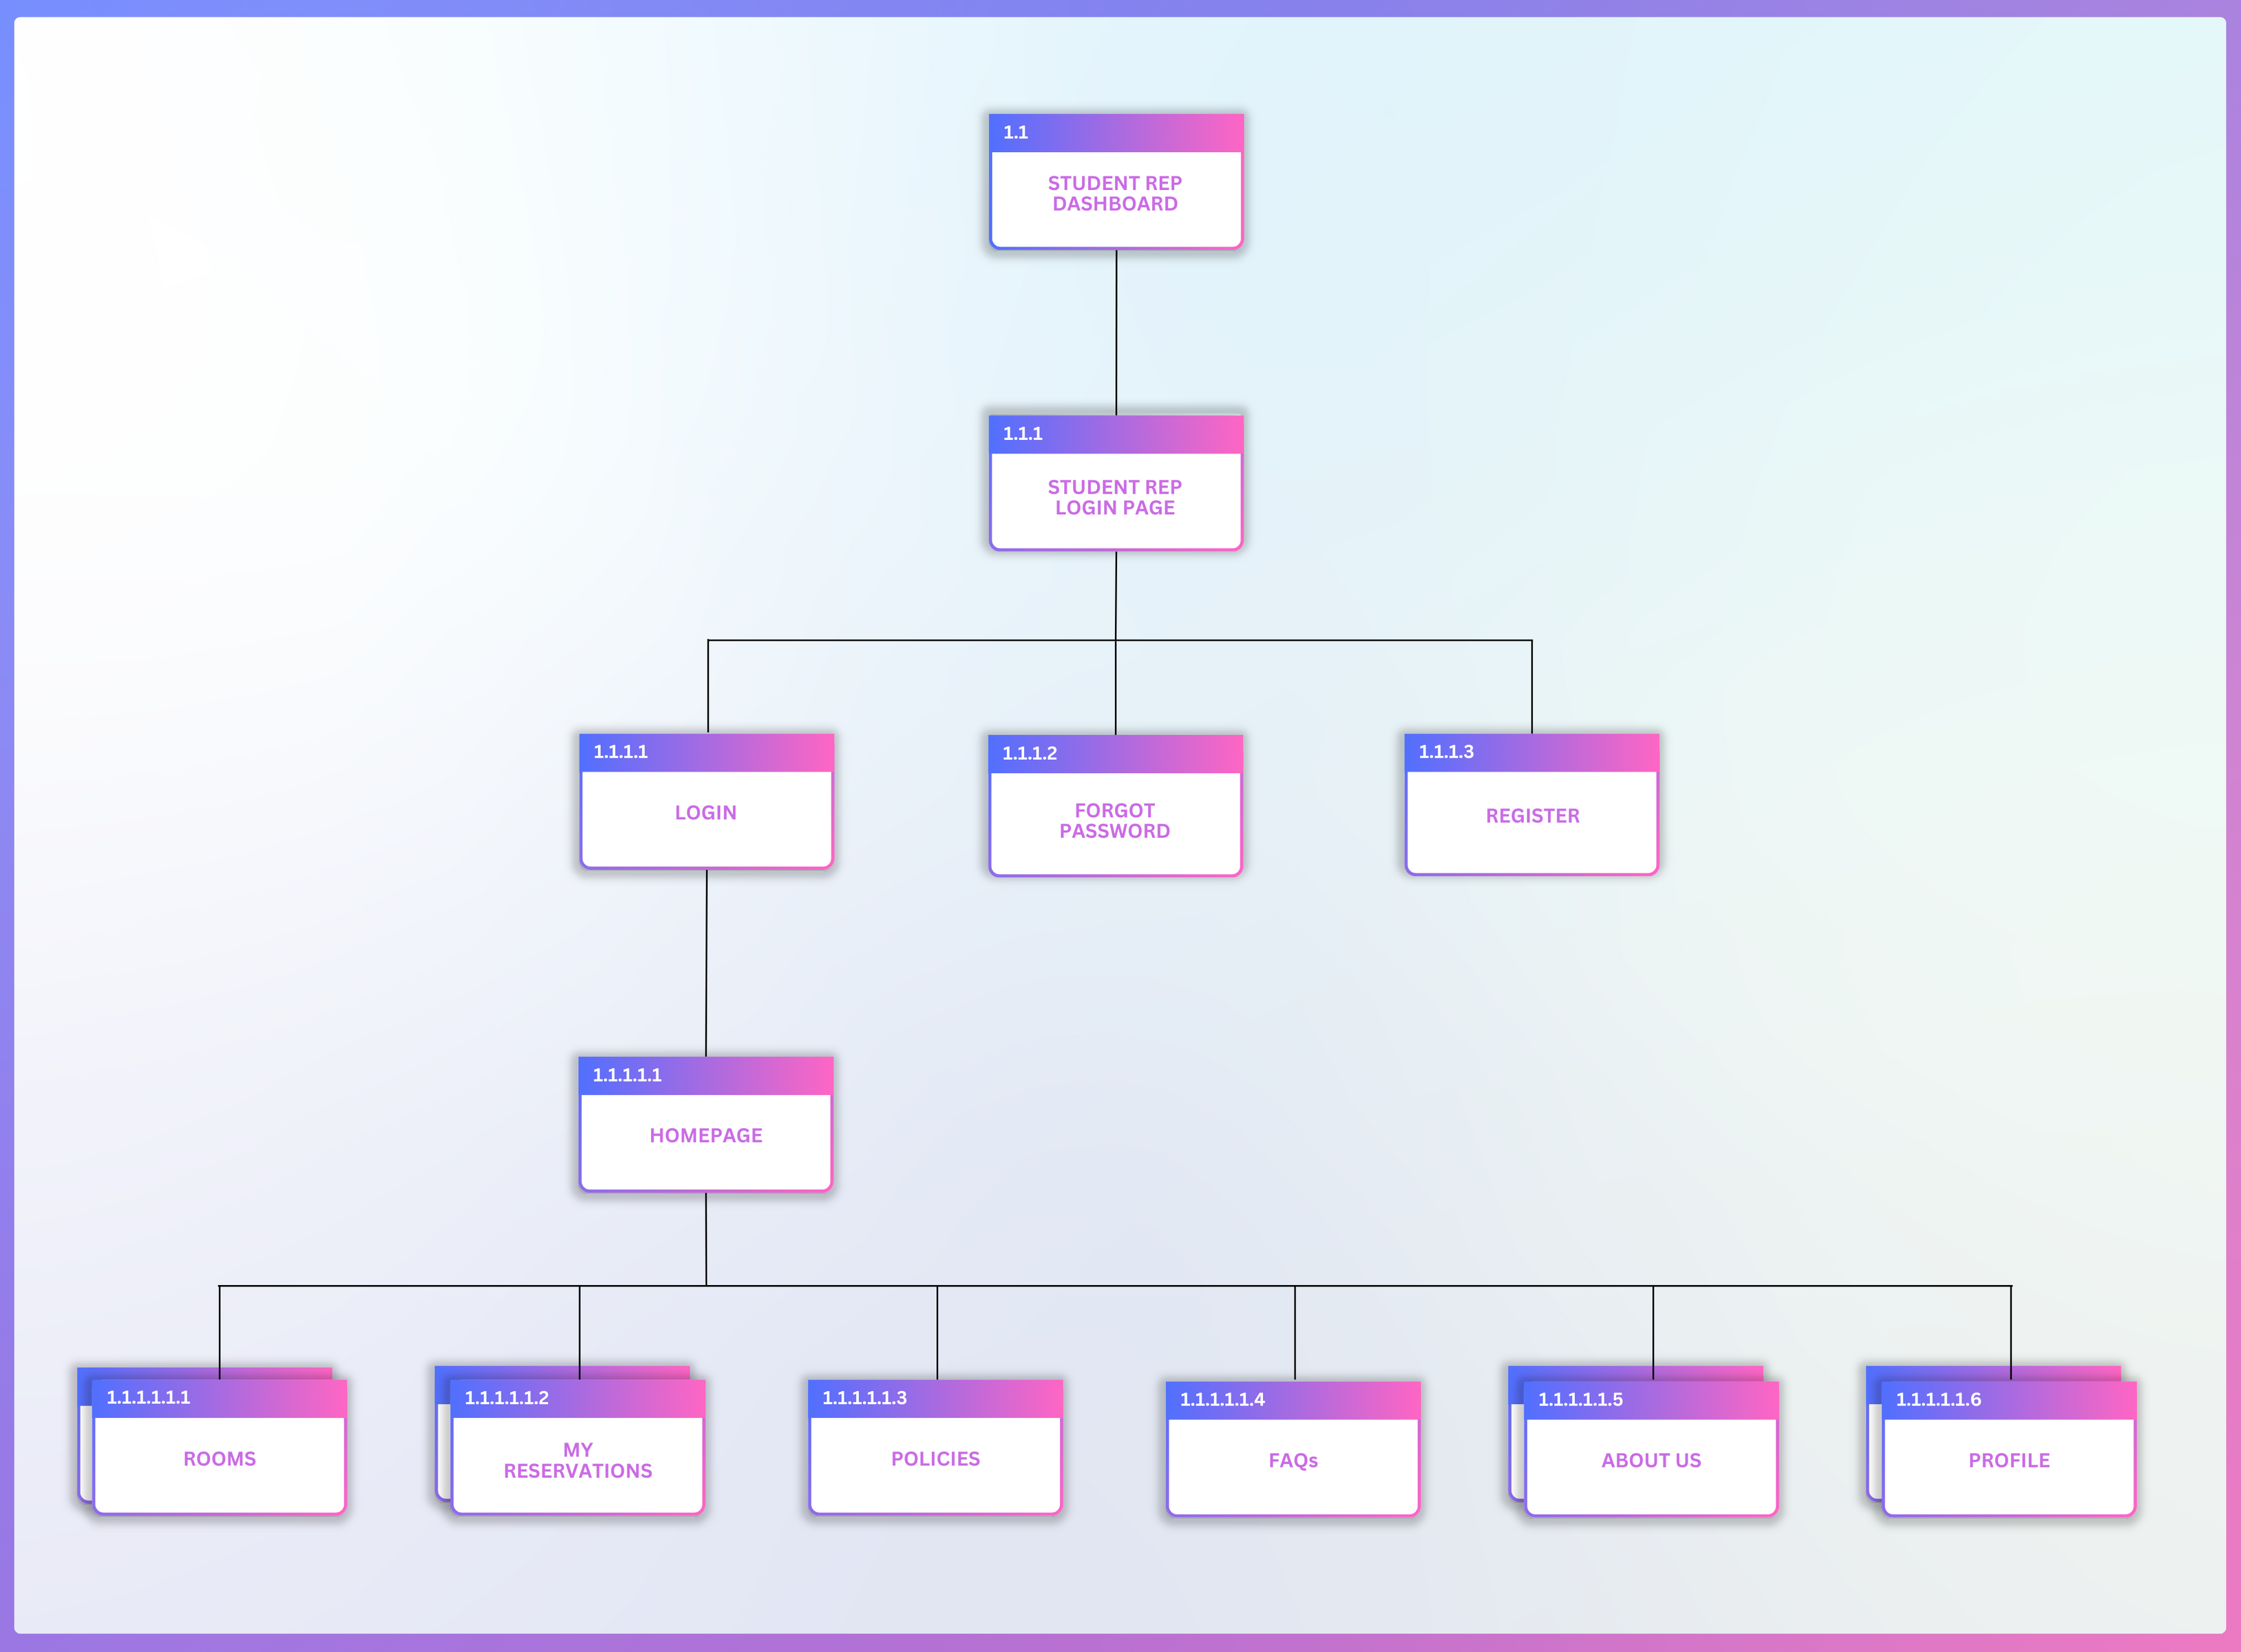 1.1
STUDENT REP
DASHBOARD
1.1.1
STUDENT REP
LOGIN PAGE
1.1.1.1
LOGIN
1.1.1.2
FORGOT
PASSWORD
1.1.1.3
REGISTER
1.1.1.1.1
HOMEPAGE
1.1.1.1.1.1
ROOMS
1.1.1.1.1.2
MY
RESERVATIONS
1.1.1.1.1.3
POLICIES
1.1.1.1.1.4
FAQs
1.1.1.1.1.5
ABOUT US
1.1.1.1.1.6
PROFILE